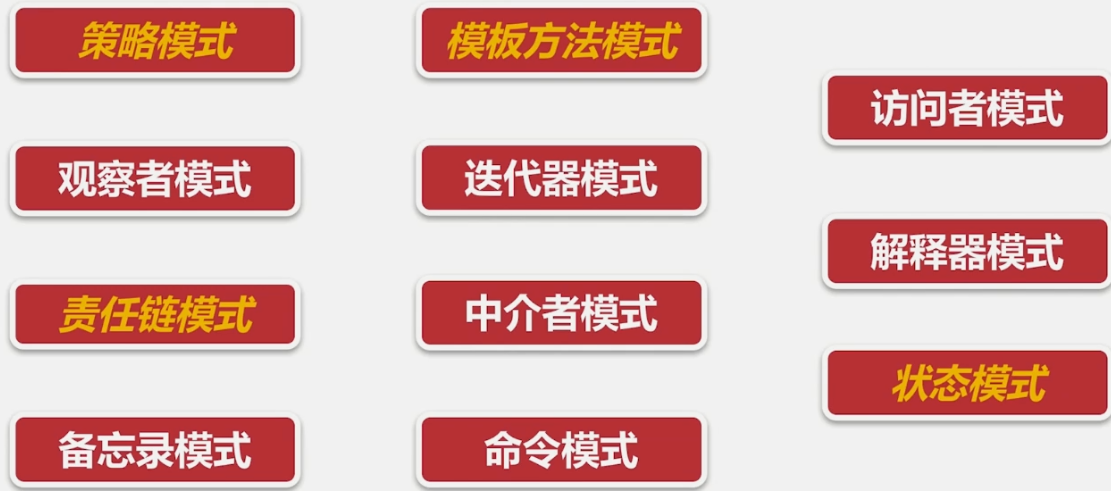 策略模式
观察者模式
责任链模式
备忘录模式
模板方法模式
迭代器模式
中介者模式
命令模式
访问者模式
解释器模式
状态模式